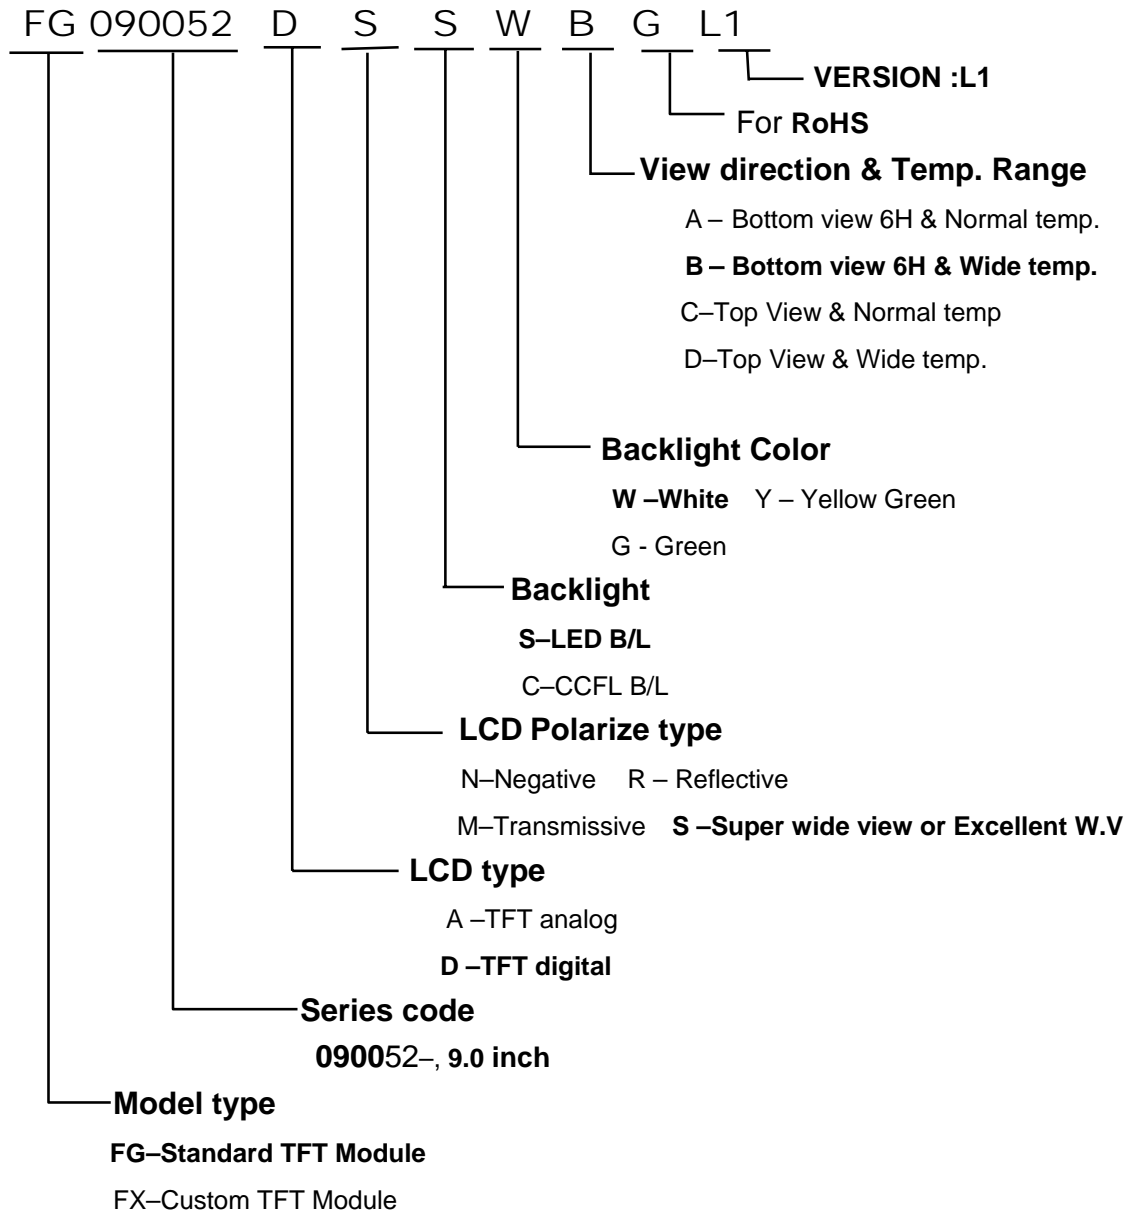 FG 090052 D S S W B G L1
VERSION :L1
For RoHS
View direction & Temp. Range
A – Bottom view 6H & Normal temp.
B – Bottom view 6H & Wide temp.
C–Top View & Normal temp
D–Top View & Wide temp.
Backlight Color
W –White Y – Yellow Green
G - Green
Backlight
S–LED B/L
C–CCFL B/L
LCD Polarize type
N–Negative R – Reflective
M–Transmissive S –Super wide view or Excellent W.V
LCD type
A –TFT analog
D –TFT digital
Series code
090052–, 9.0 inch
Model type
FG–Standard TFT Module
FX–Custom TFT Module